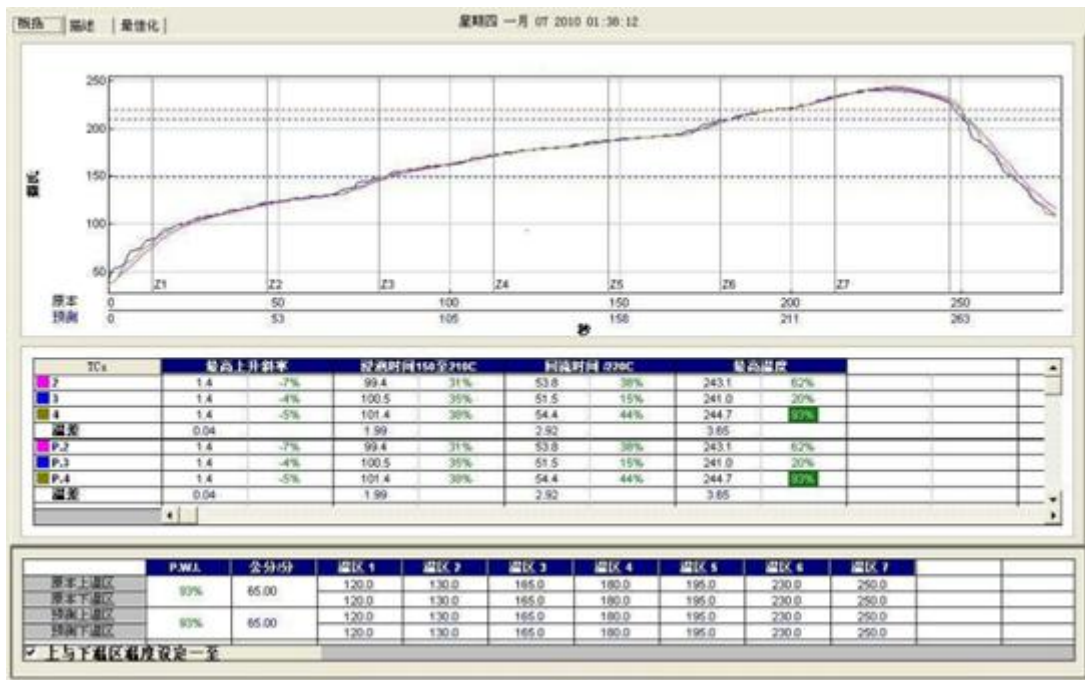 描述 最佳化
星期四 一月 07 2010 01:36:12
摄氏
250
200
150
100
50
Z1 Z2 Z3 Z4 Z5 Z6 Z7
原本 0 50 100 150 200 250
预测 0 53 105 158 211 263
秒
TCs 最高上升斜率 浸润时间150至210C 回流时间 /220C 最高温度
2 1.4 -7% 99.4 31% 53.8 38% 243.1 62%
3 1.4 -4% 100.5 35% 51.5 15% 241.0 20%
4 1.4 -5% 101.4 38% 54.4 44% 244.7 93%
温差 0.04 1.99 2.92 3.65
P.2 1.4 -7% 99.4 31% 53.8 38% 243.1 62%
P.3 1.4 -4% 100.5 35% 51.5 15% 241.0 20%
P.4 1.4 -5% 101.4 38% 54.4 44% 244.7 93%
温差 0.04 1.99 2.92 3.65
P.W.I. 公分/分 温区 1 温区 2 温区 3 温区 4 温区 5 温区 6 温区 7
原本上温区 93% 65.00 120.0 130.0 165.0 180.0 195.0 230.0 250.0
原本下温区 120.0 130.0 165.0 180.0 195.0 230.0 250.0
预测上温区 93% 65.00 120.0 130.0 165.0 180.0 195.0 230.0 250.0
预测下温区 120.0 130.0 165.0 180.0 195.0 230.0 250.0
上与下温区温度设定一至